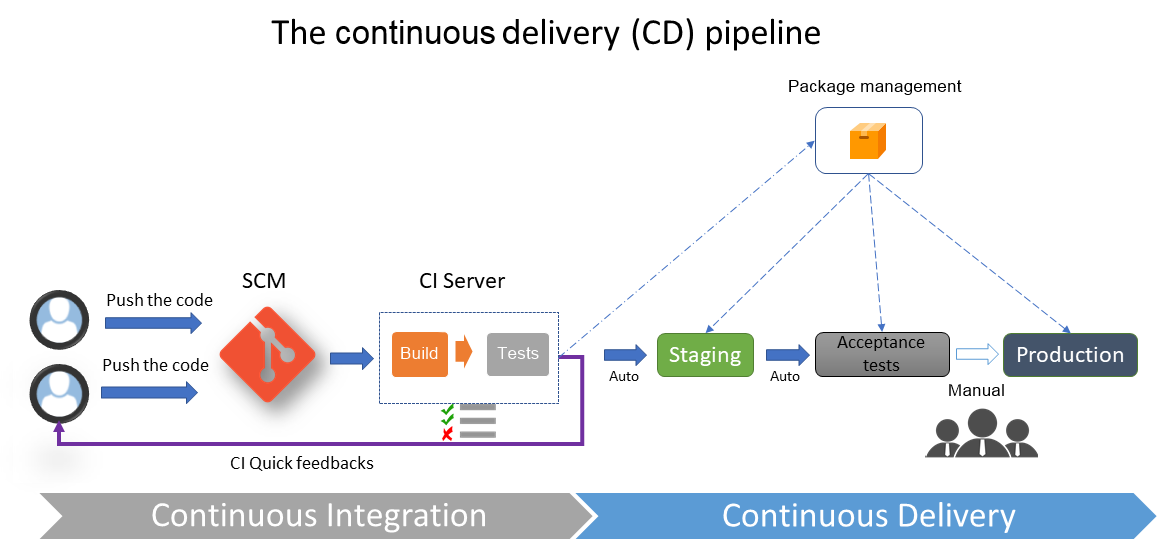 The continuous delivery (CD) pipeline
Package management
SCM
CI Server
Push the code
Push the code
Build
Tests
Auto
Staging
Auto
Acceptance
tests
Manual
Production
CI Quick feedbacks
Continuous Integration
Continuous Delivery